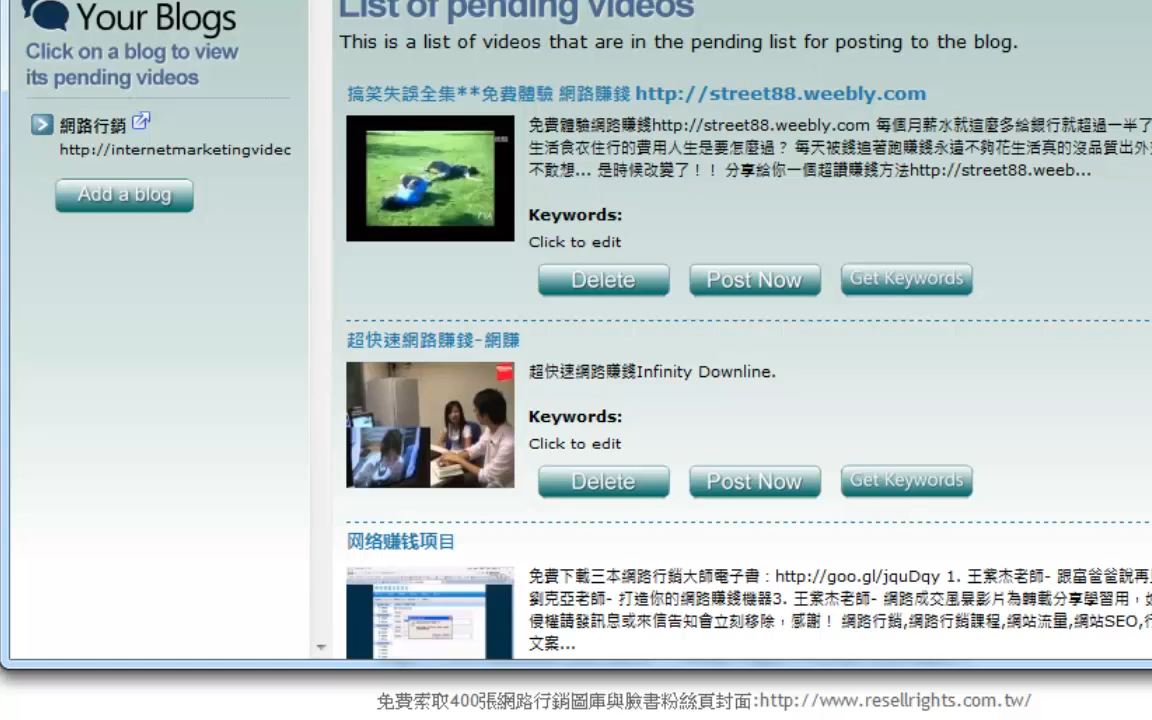 Your Blogs
Click on a blog to view
its pending videos
網路行銷
http://internetmarketingvidec
Add a blog
List of pending videos
This is a list of videos that are in the pending list for posting to the blog.
搞笑失誤全集**免費體驗 網路賺錢 http://street88.weebly.com
免費體驗網路賺錢http://street88.weebly.com 每個月薪水就這麼多給銀行就超過一半了
生活食衣住行的費用人生是要怎麼過？ 每天被錢追著跑賺錢永遠不夠花生活真的沒品質出外
不敢想... 是時候改變了！！ 分享給你一個超讚賺錢方法http://street88.weeb...
Keywords:
Click to edit
Delete
Post Now
Get Keywords
超快速網路賺錢-網賺
超快速網路賺錢Infinity Downline.
Keywords:
Click to edit
Delete
Post Now
Get Keywords
网络赚钱项目
免費下載三本網路行銷大師電子書：http://goo.gl/jquDqy 1. 王紫杰老師- 跟富爸爸說再
劉克亞老師- 打造你的網路賺錢機器3. 王紫杰老師- 網路成交風景影片為轉載分享學習用，如
侵權請發訊息或來信告知會立刻移除，感謝！ 網路行銷,網路行銷課程,網站流量,網站SEO,行
文案...
免費索取400張網路行銷圖庫與臉書粉絲頁封面:http://www.resellrights.com.tw/